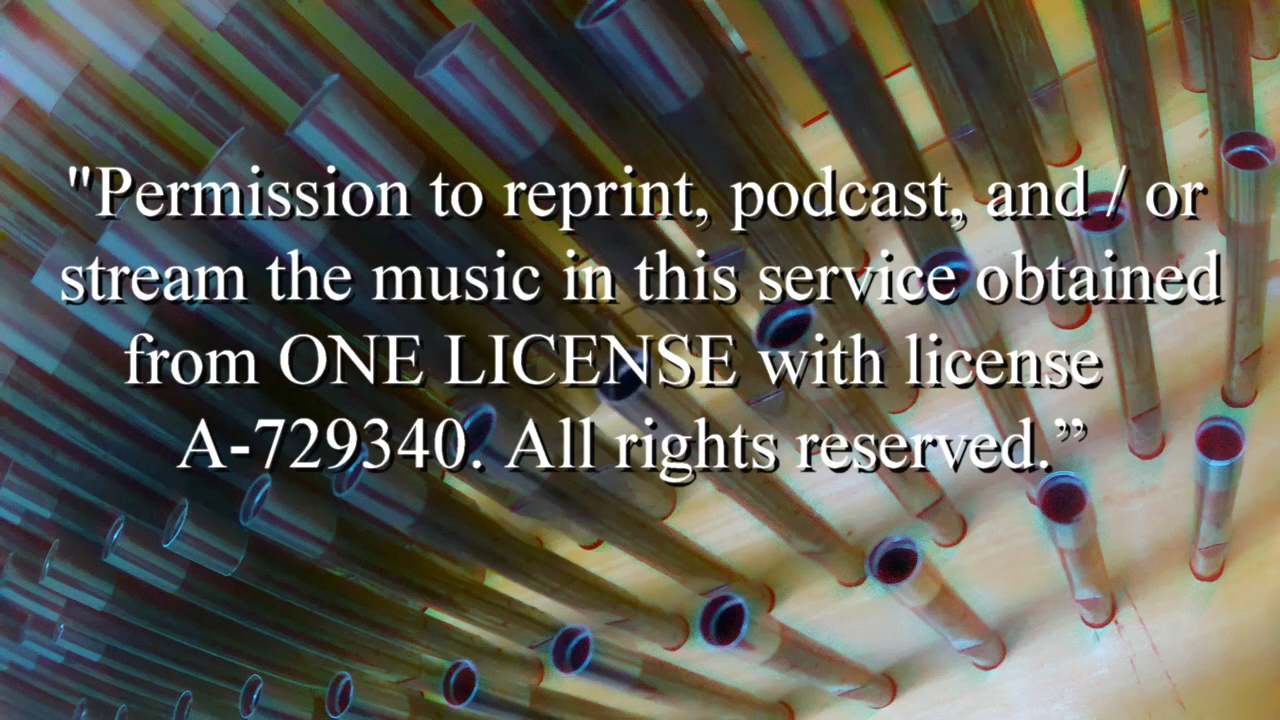 "Permission to reprint, podcast, and / or
stream the music in this service obtained
from ONE LICENSE with license
A-729340. All rights reserved.”